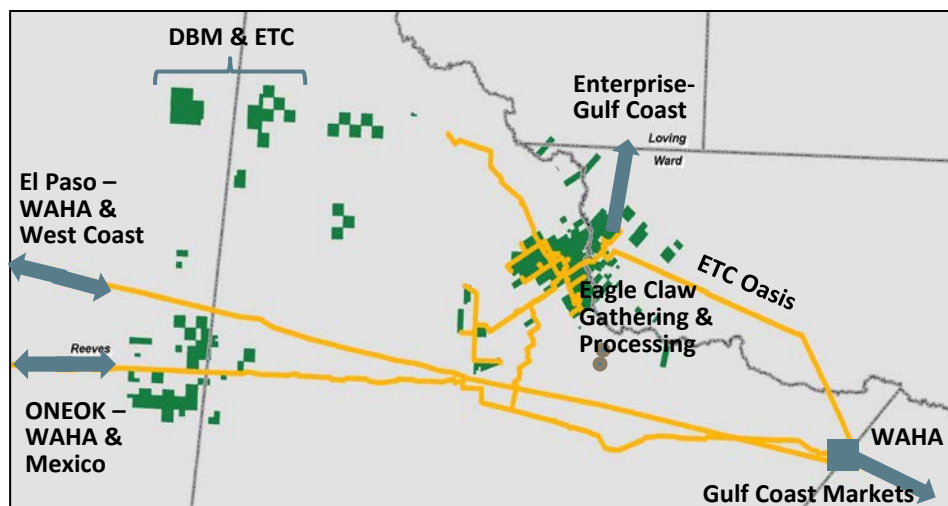 DBM & ETC
Enterprise-
Gulf Coast
Loving
Ward
El Paso –
WAHA &
West Coast
ETC Oasis
Eagle Claw
Gathering &
Processing
Reeves
ONEOK –
WAHA &
Mexico
WAHA
Gulf Coast Markets